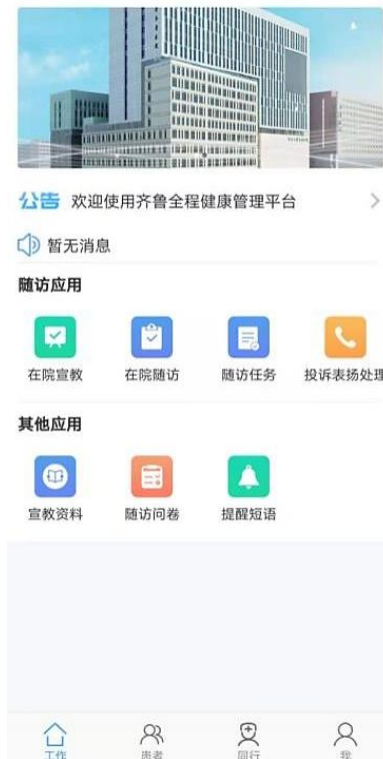 公告 欢迎使用齐鲁全程健康管理平台
暂无消息
随访应用
在院宣教 在院随访 随访任务 投诉表扬处理
其他应用
宣教资料 随访问卷 提醒短语
工作 患者 同行 我